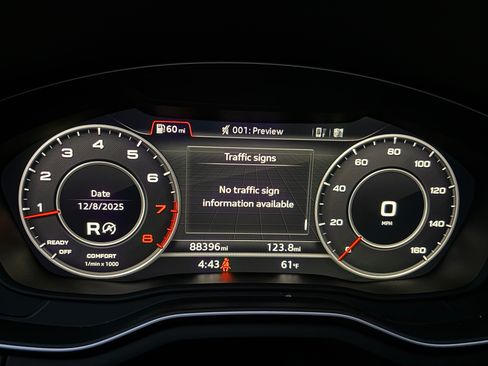 60 mi
001: Preview
Traffic signs
No traffic sign
information available
1 2 3 4 5 6 7 8
Date
12/8/2025
R
READY
OFF
COMFORT
1/min x 1000
0 20 40 60 80 100 120 140 160
0
MPH
88396mi
123.8mi
4:43
61°F